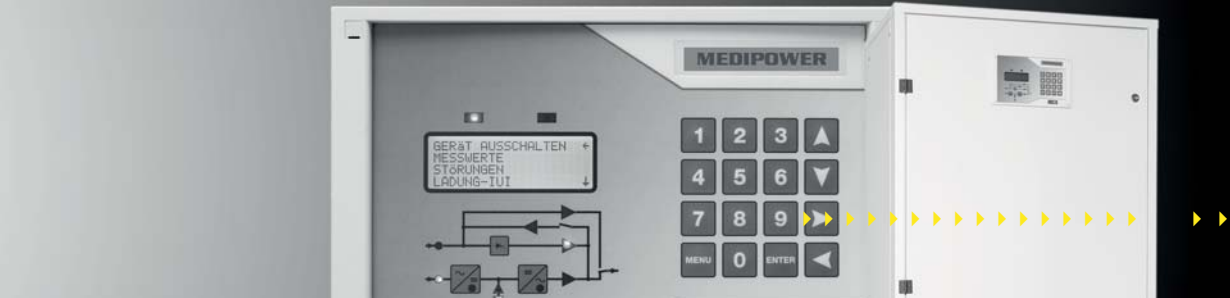 MEDIPOWER
GERäT AUSSCHALTEN ←
MESSWERTE
STöRUNGEN
LADUNG-IUI ↓
1 2 3
4 5 6
7 8 9
MENU 0 ENTER